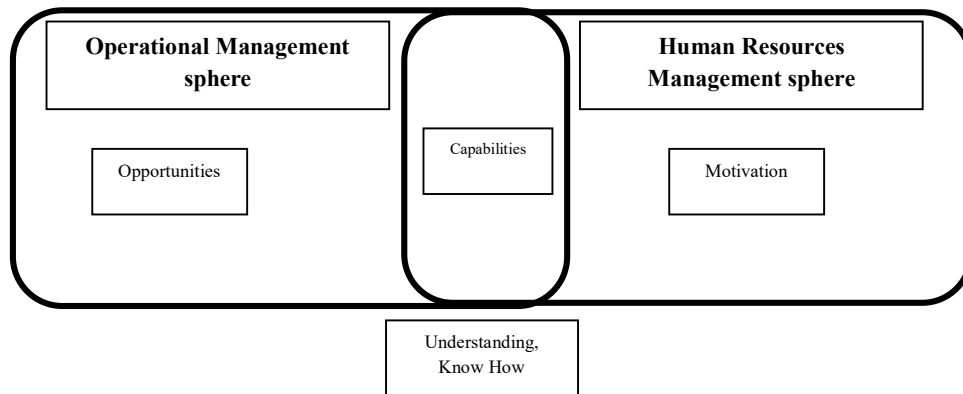 Operational Management
sphere
Human Resources
Management sphere
Opportunities
Capabilities
Motivation
Understanding,
Know How